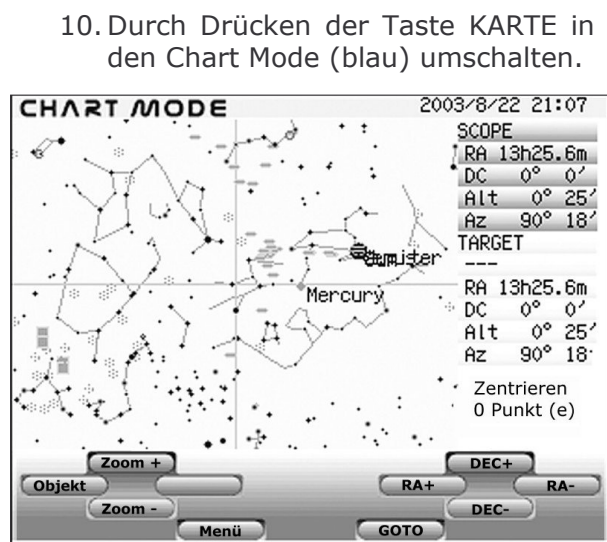 10. Durch Drücken der Taste KARTE in
den Chart Mode (blau) umschalten.
CHART MODE
2003/8/22 21:07
SCOPE
RA 13h25.6m
DC 0° 0′
Alt 0° 25′
Az 90° 18′
TARGET
---
RA 13h25.6m
DC 0° 0′
Alt 0° 25′
Az 90° 18′
Mercury
Zentrieren
0 Punkt (e)
Zoom +
DEC+
Objekt
RA+
RA-
Zoom -
DEC-
Menü
GOTO